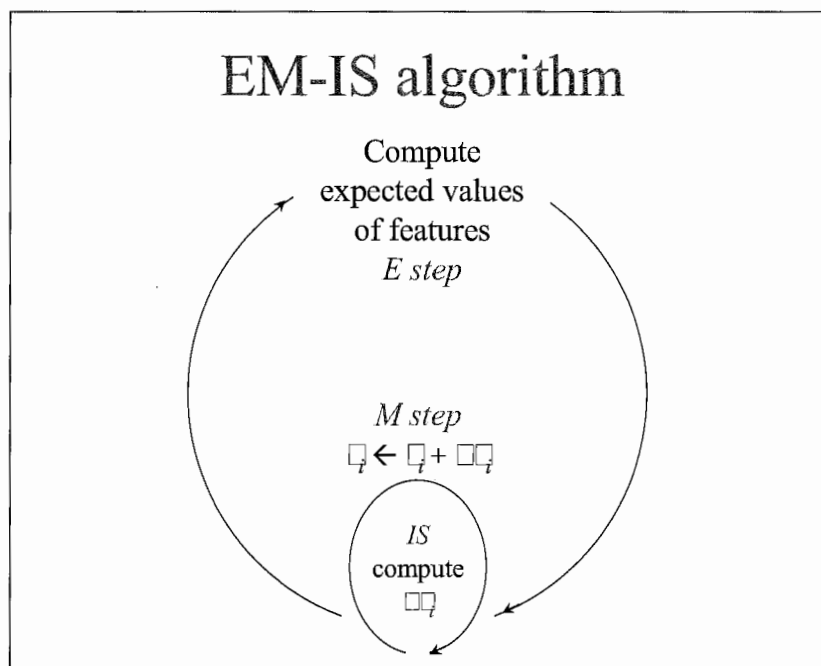 EM-IS algorithm
Compute
expected values
of features
E step
M step
□i ← □i + □□i
IS
compute
□□i